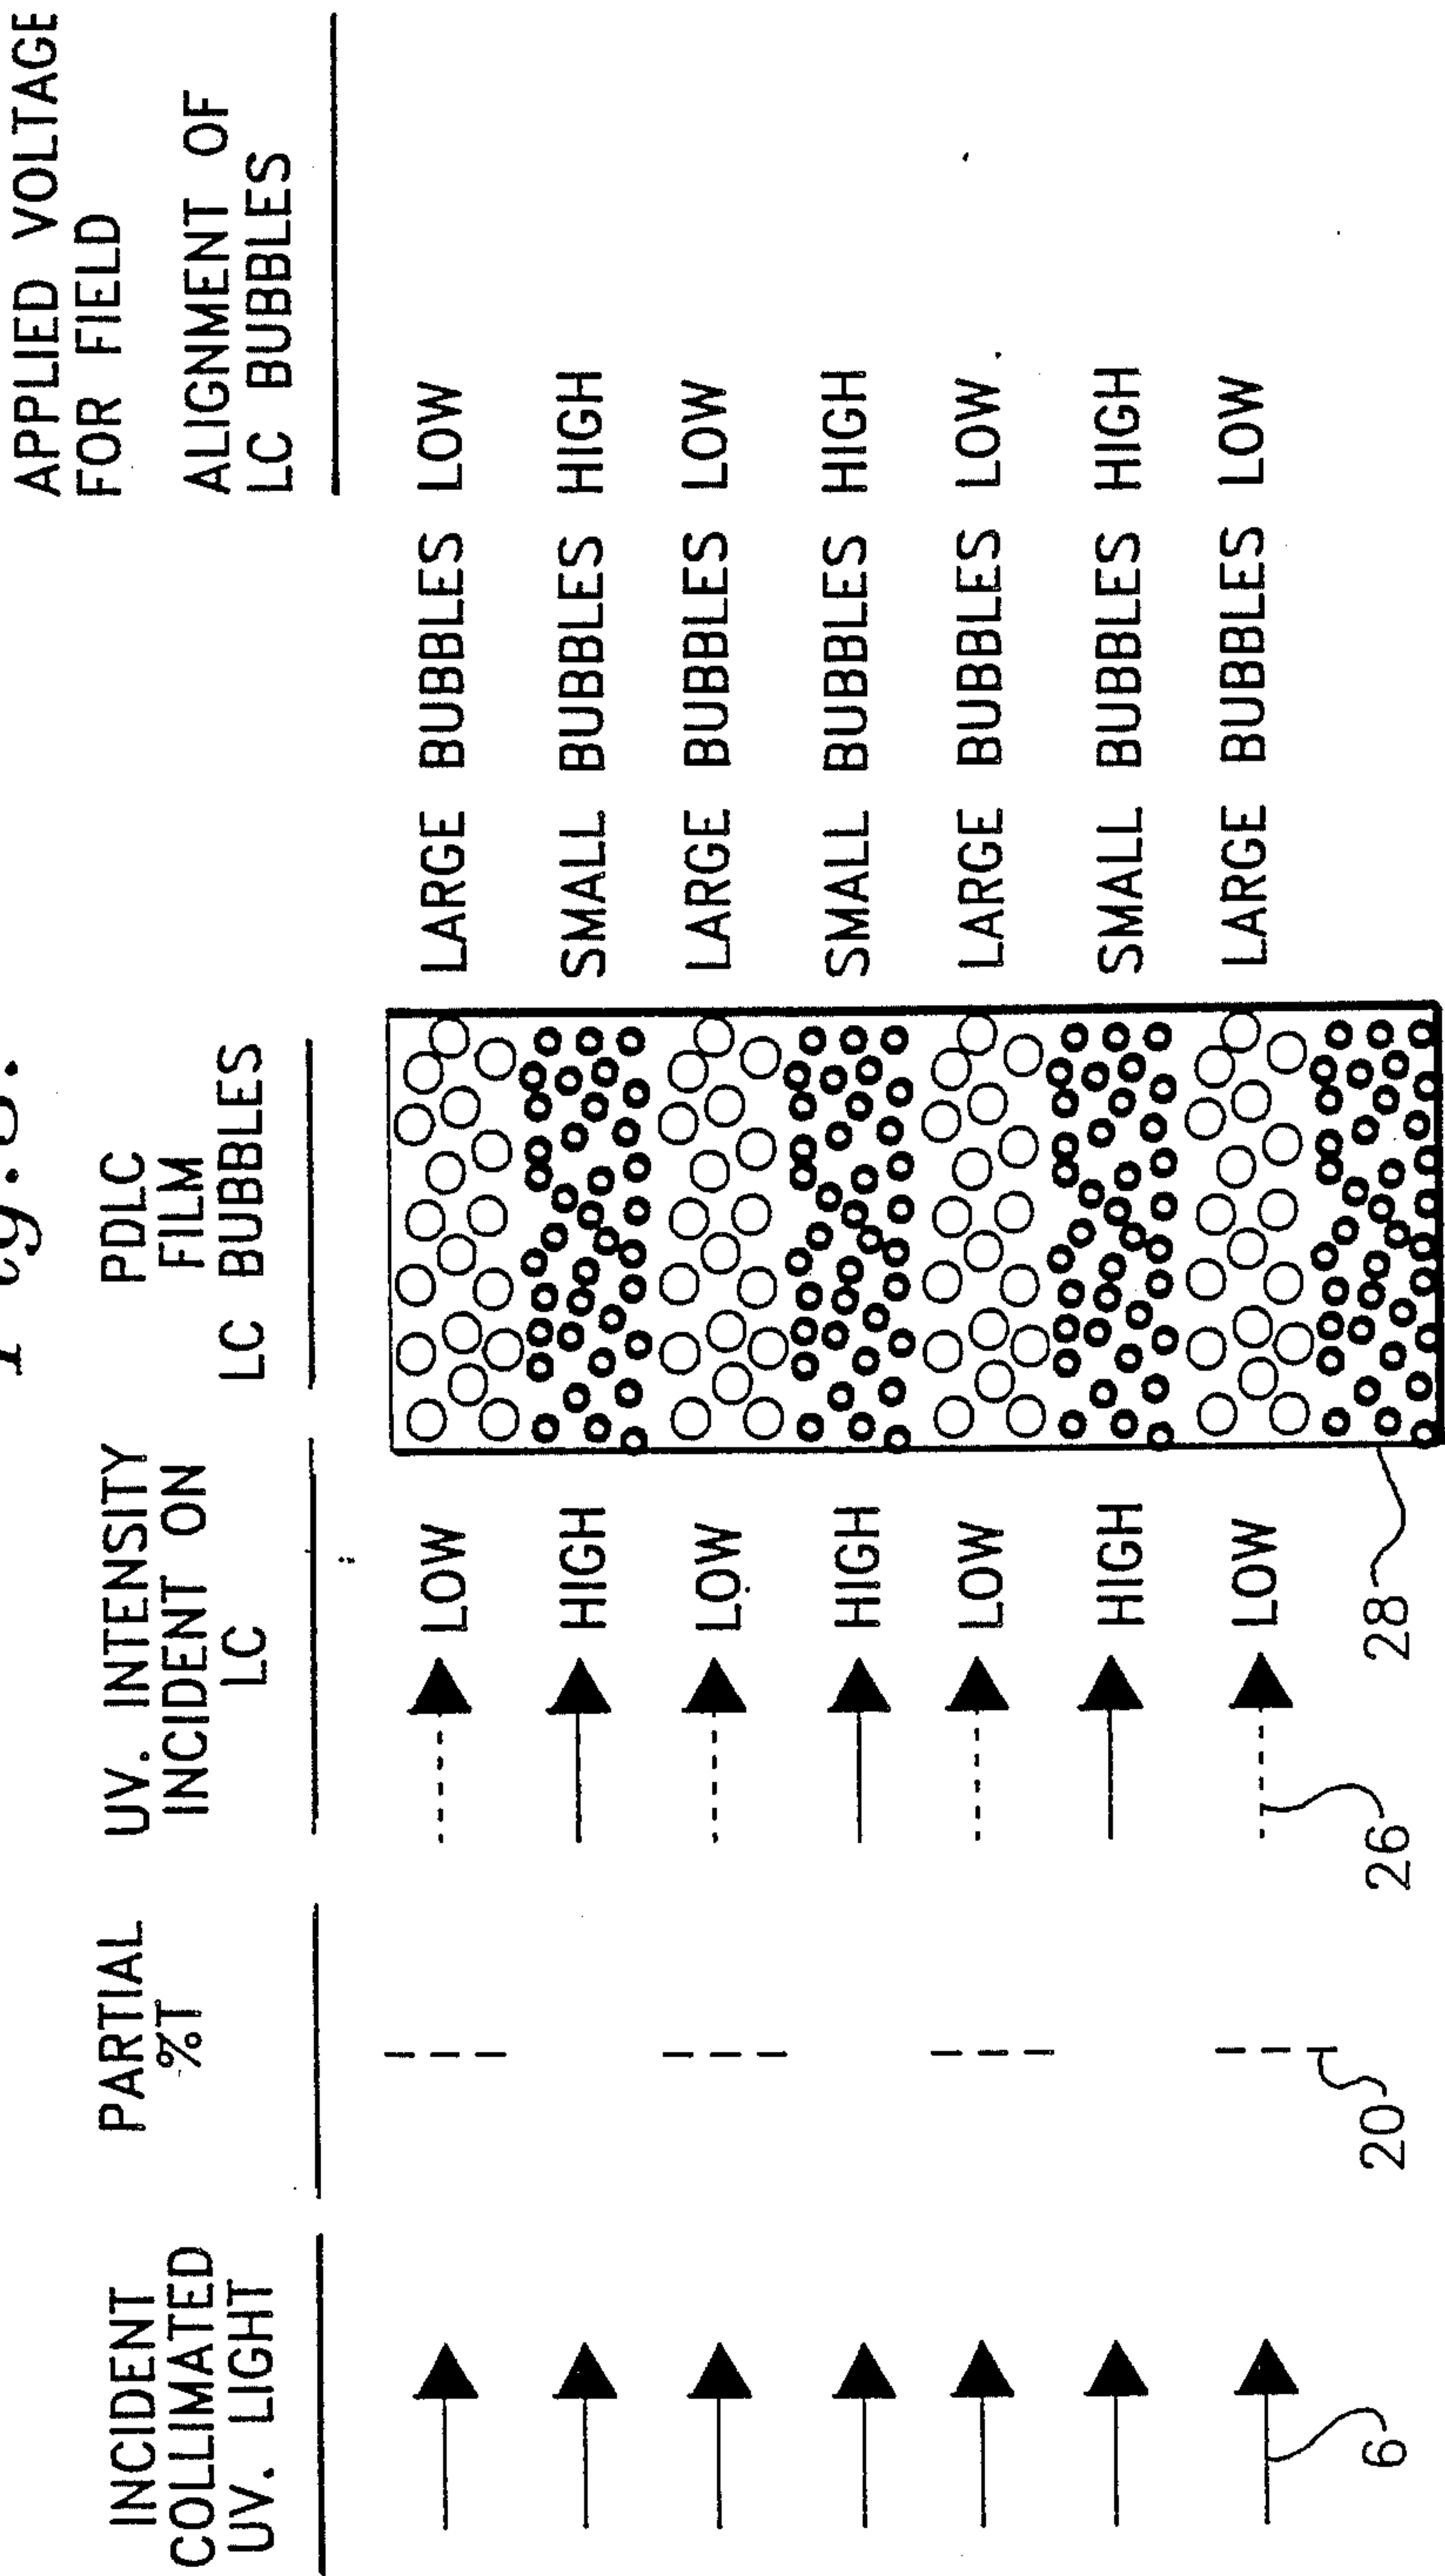 INCIDENT
COLLIMATED
UV. LIGHT
PARTIAL
%T
UV. INTENSITY
INCIDENT ON
LC
PDLC
FILM
LC BUBBLES
APPLIED VOLTAGE
FOR FIELD
ALIGNMENT OF
LC BUBBLES
LOW LARGE BUBBLES LOW
HIGH SMALL BUBBLES HIGH
LOW LARGE BUBBLES LOW
HIGH SMALL BUBBLES HIGH
LOW LARGE BUBBLES LOW
HIGH SMALL BUBBLES HIGH
LOW LARGE BUBBLES LOW
6 20 26 28